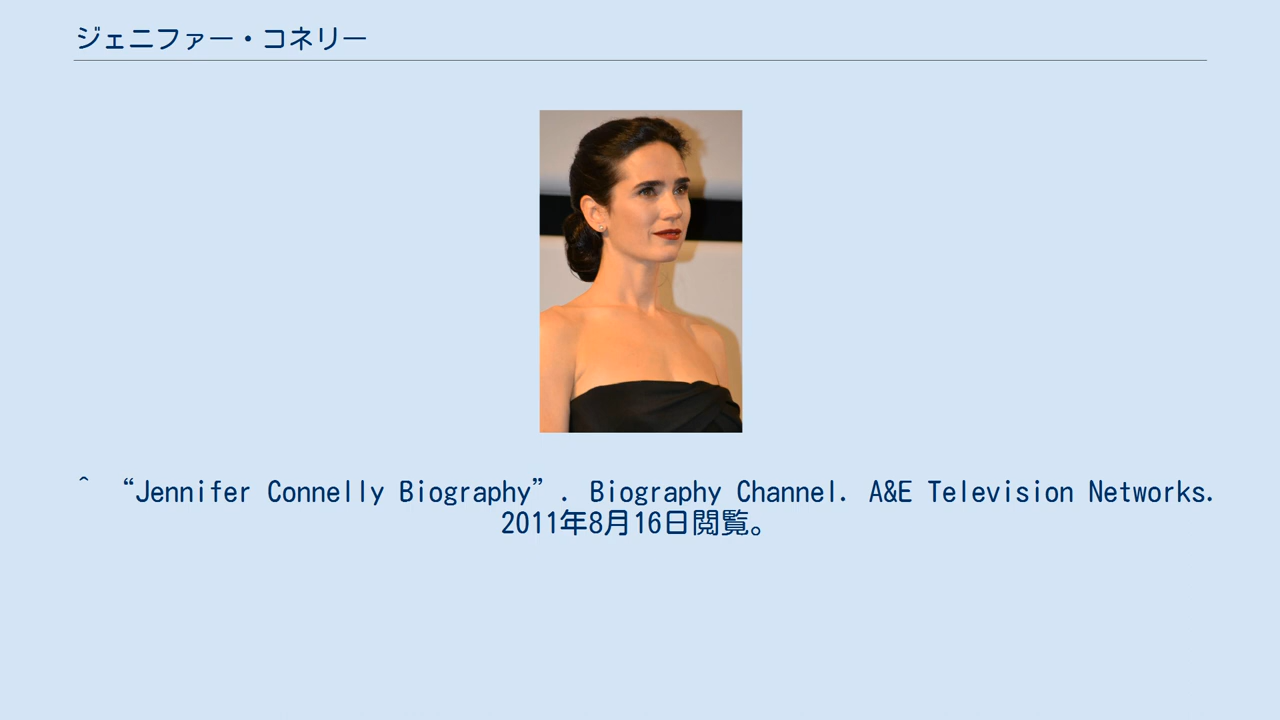 ジェニファー・コネリー
^ “Jennifer Connelly Biography”. Biography Channel. A&E Television Networks.
2011年8月16日閲覧。